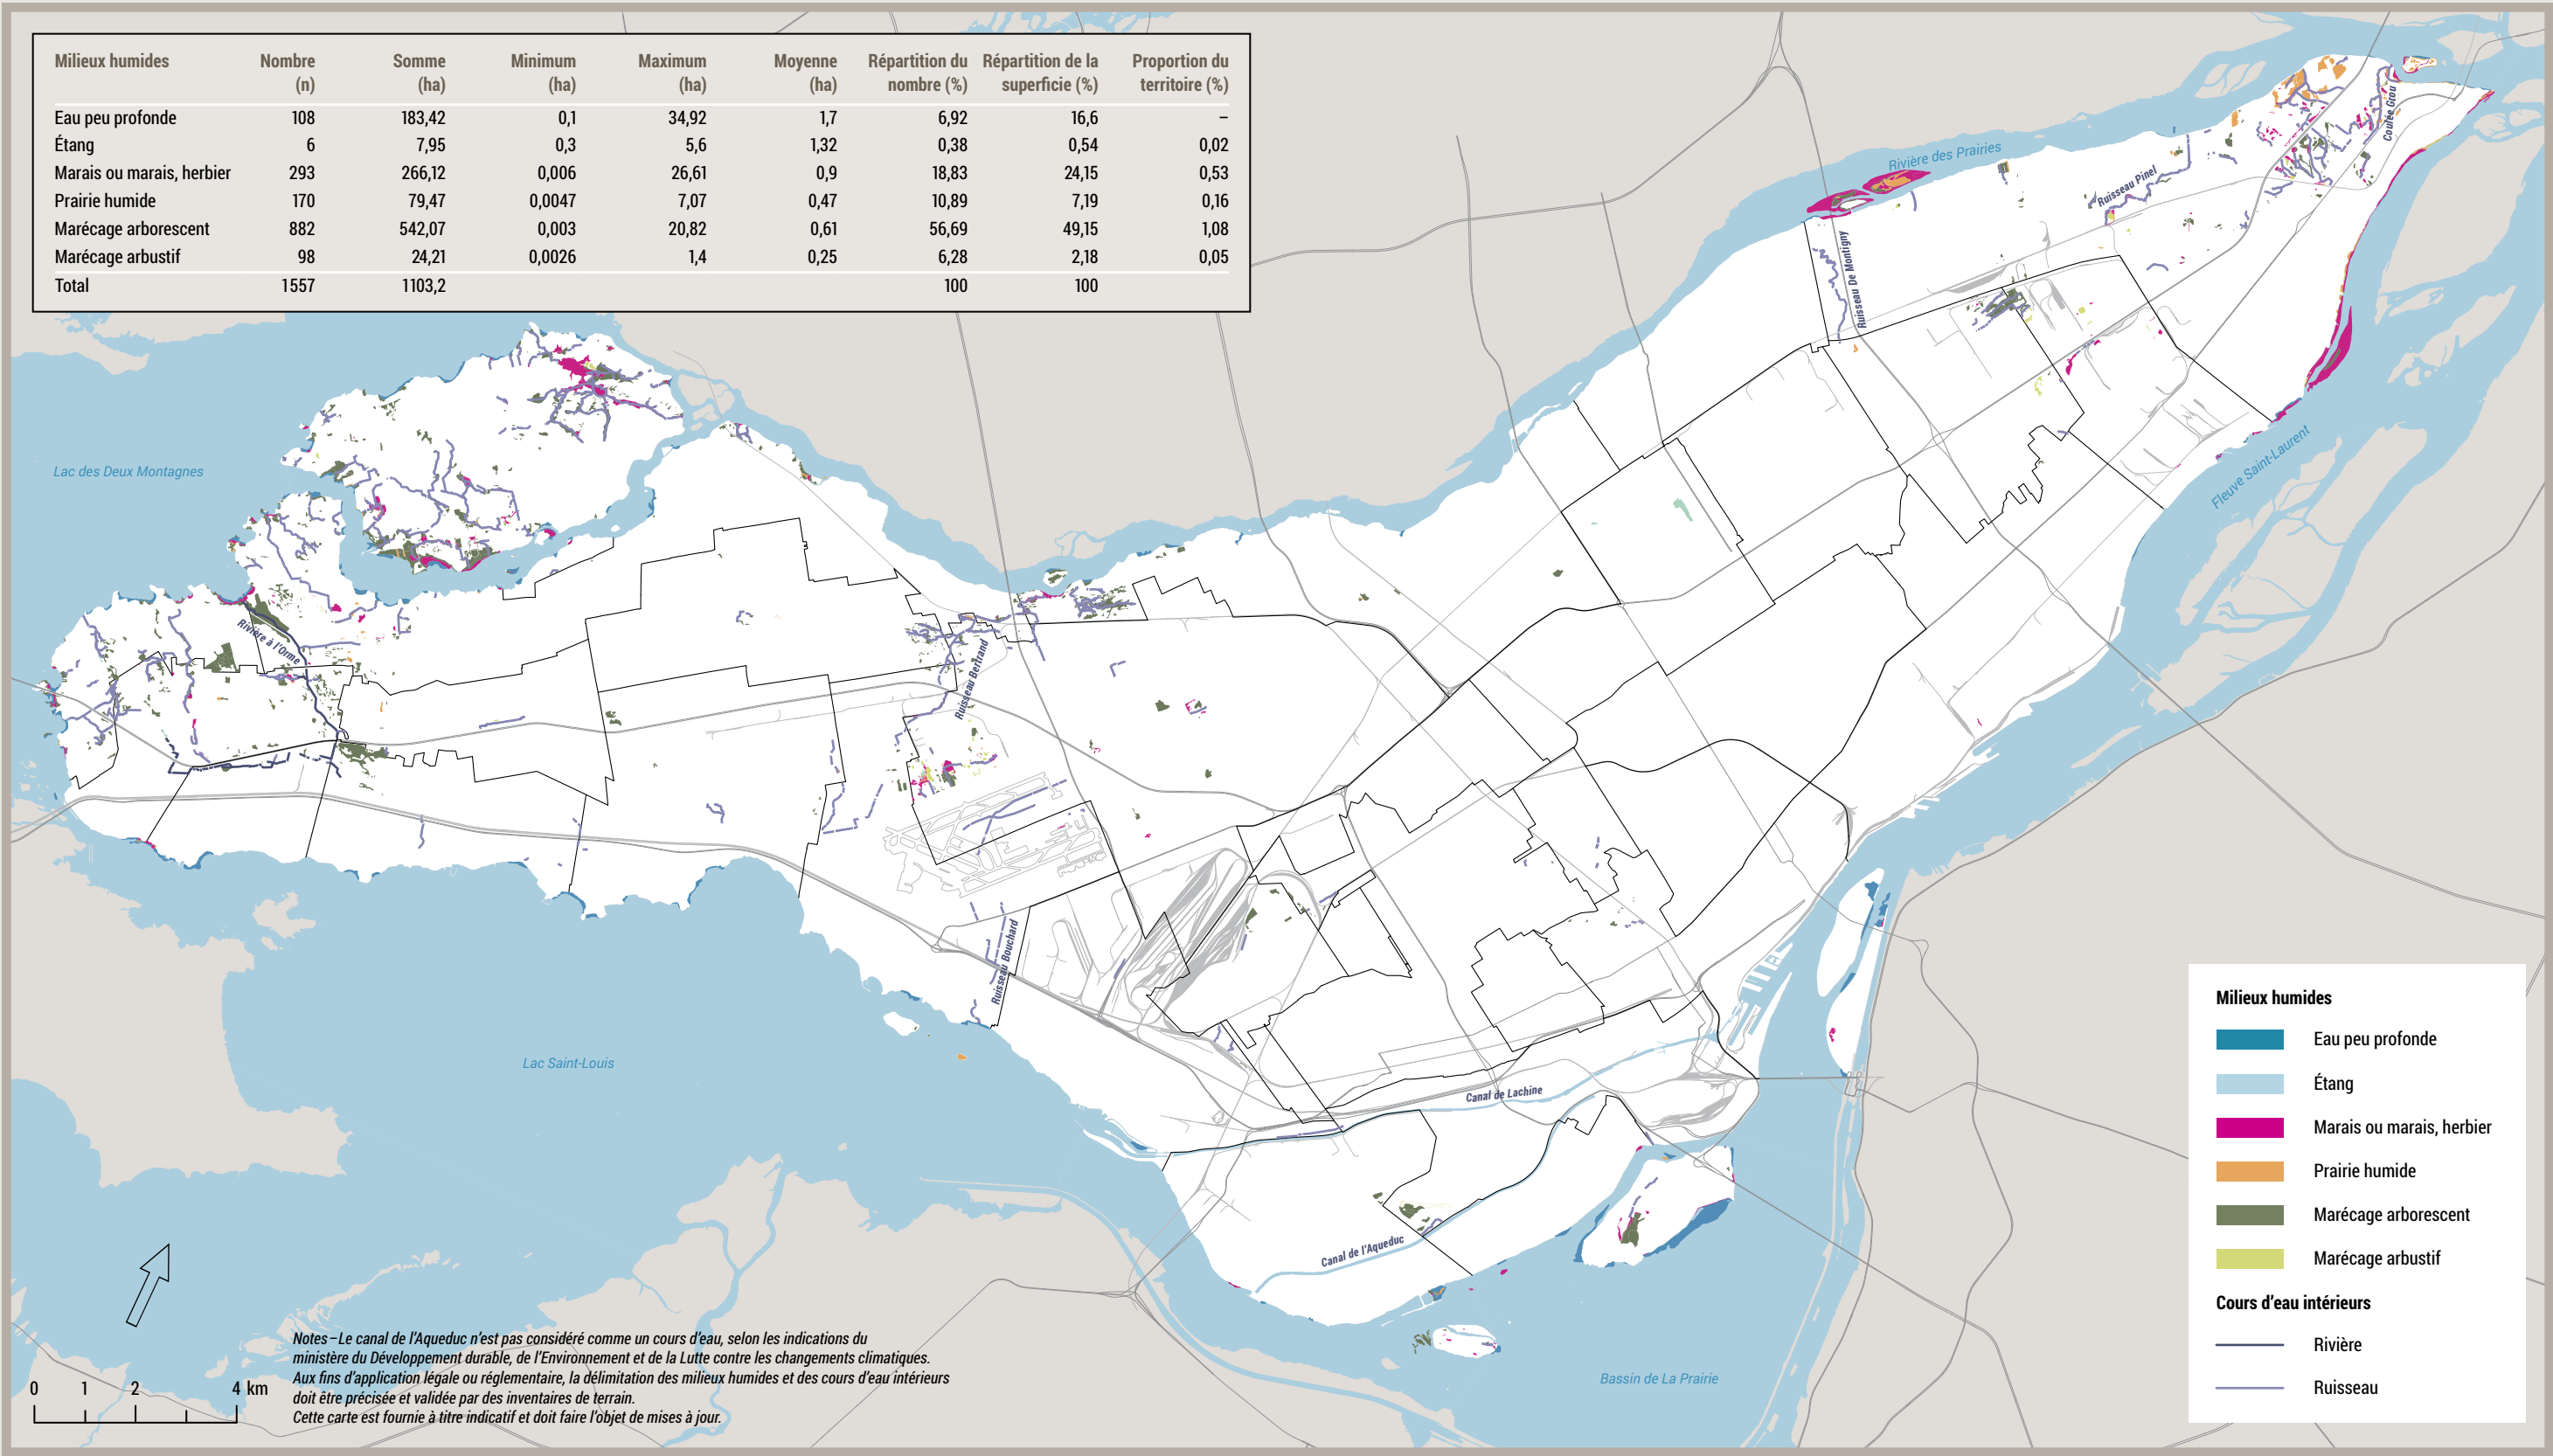 Milieux humides Nombre (n) Somme (ha) Minimum (ha) Maximum (ha) Moyenne (ha) Répartition du nombre (%) Répartition de la superficie (%) Proportion du territoire (%)
Eau peu profonde 108 183,42 0,1 34,92 1,7 6,92 16,6 –
Étang 6 7,95 0,3 5,6 1,32 0,38 0,54 0,02
Marais ou marais, herbier 293 266,12 0,006 26,61 0,9 18,83 24,15 0,53
Prairie humide 170 79,47 0,0047 7,07 0,47 10,89 7,19 0,16
Marécage arborescent 882 542,07 0,003 20,82 0,61 56,69 49,15 1,08
Marécage arbustif 98 24,21 0,0026 1,4 0,25 6,28 2,18 0,05
Total 1557 1103,2 100 100
Coulée Grou
Rivière des Prairies
Ruisseau Pinel
Ruisseau De Montigny
Lac des Deux Montagnes
Fleuve Saint-Laurent
Rivière à l'Orme
Ruisseau Bertrand
Ruisseau Bouchard
Lac Saint-Louis
Canal de Lachine
Canal de l'Aqueduc
Bassin de La Prairie
Milieux humides
Eau peu profonde
Étang
Marais ou marais, herbier
Prairie humide
Marécage arborescent
Marécage arbustif
Cours d'eau intérieurs
Rivière
Ruisseau
0 1 2 4 km
Notes – Le canal de l'Aqueduc n'est pas considéré comme un cours d'eau, selon les indications du
ministère du Développement durable, de l'Environnement et de la Lutte contre les changements climatiques.
Aux fins d'application légale ou réglementaire, la délimitation des milieux humides et des cours d'eau intérieurs
doit être précisée et validée par des inventaires de terrain.
Cette carte est fournie à titre indicatif et doit faire l'objet de mises à jour.